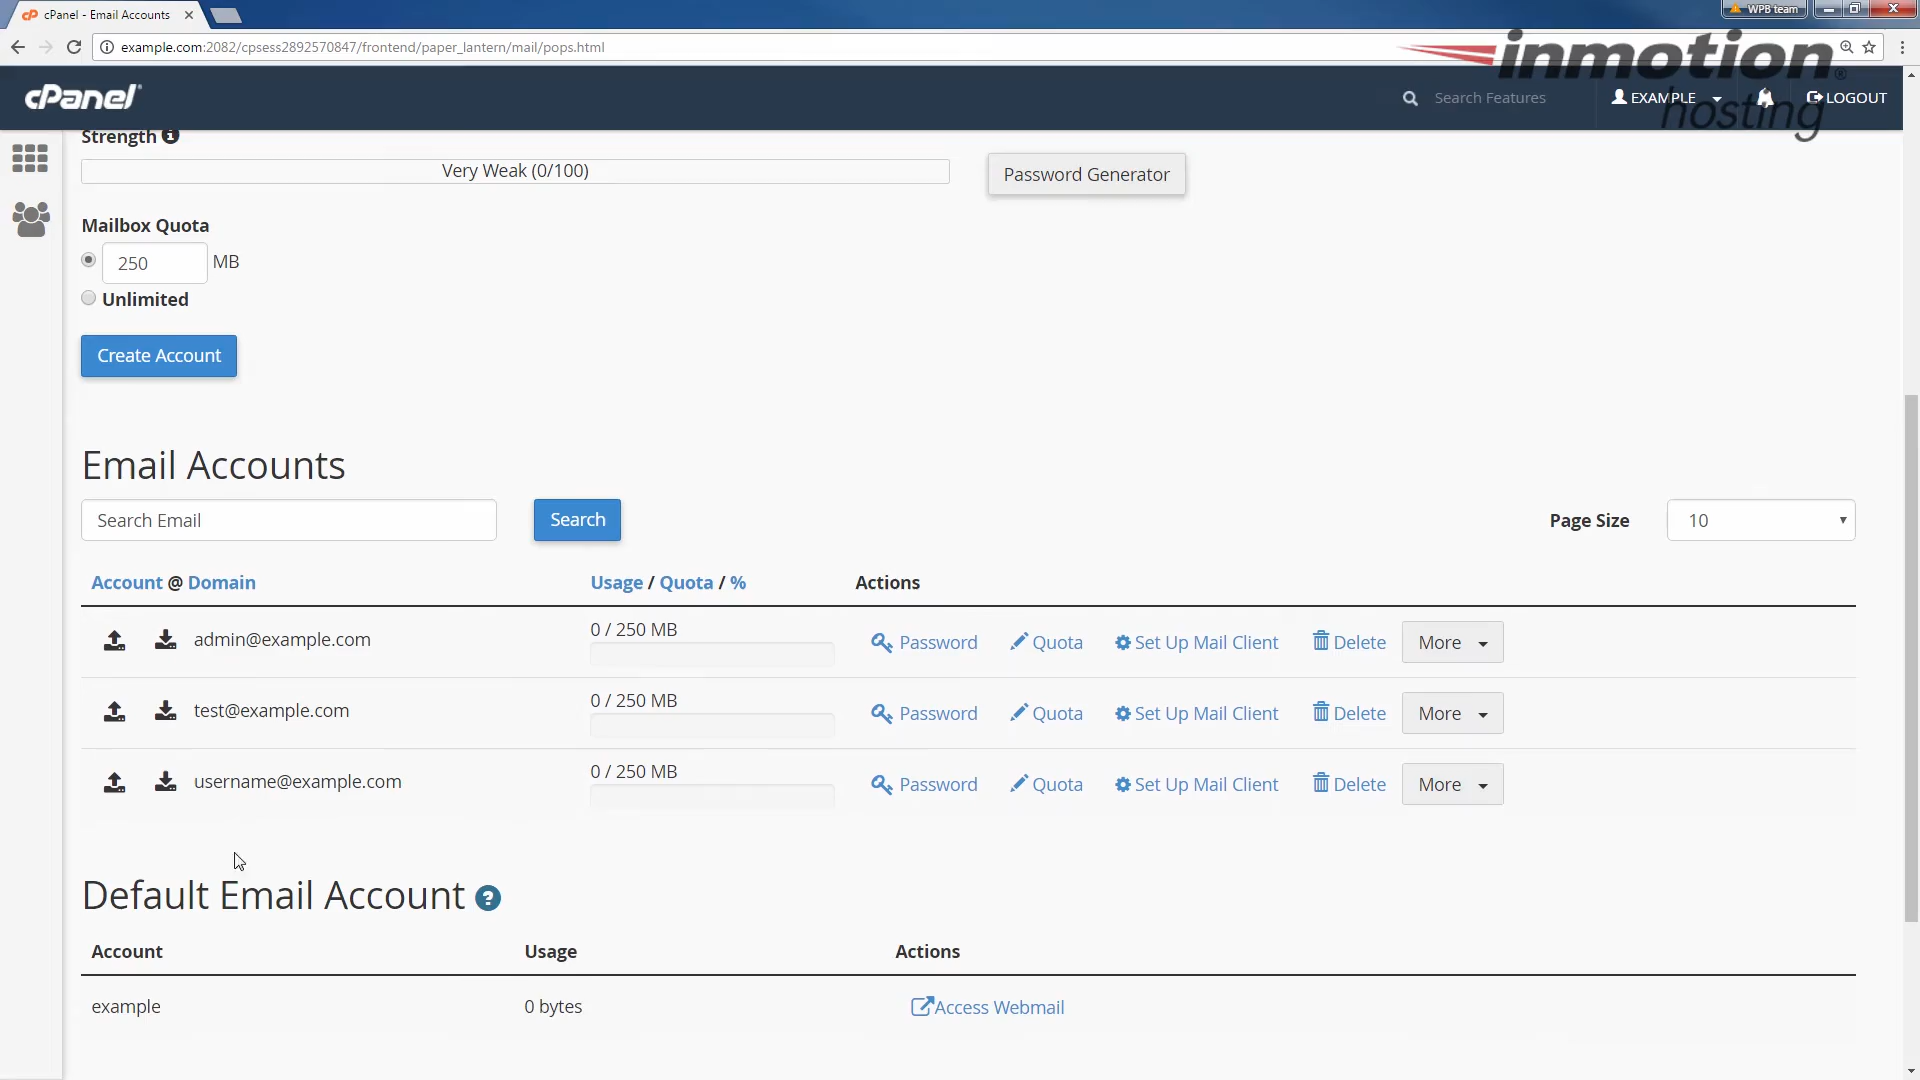 cPanel - Email Accounts
WPB team
example.com:2082/cpsess2892570847/frontend/paper_lantern/mail/pops.html
inmotion®
hosting
cPanel
Search Features
EXAMPLE
LOGOUT
Strength
Very Weak (0/100)
Password Generator
Mailbox Quota
250 MB
Unlimited
Create Account
Email Accounts
Search Email
Search
Page Size
10
Account @ Domain
Usage / Quota / %
Actions
admin@example.com
0 / 250 MB
Password
Quota
Set Up Mail Client
Delete
More
test@example.com
0 / 250 MB
Password
Quota
Set Up Mail Client
Delete
More
username@example.com
0 / 250 MB
Password
Quota
Set Up Mail Client
Delete
More
Default Email Account ?
Account
Usage
Actions
example
0 bytes
Access Webmail